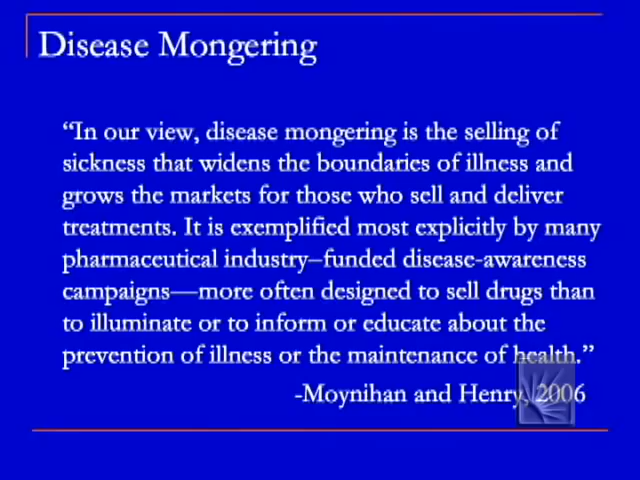 Disease Mongering
“In our view, disease mongering is the selling of
sickness that widens the boundaries of illness and
grows the markets for those who sell and deliver
treatments. It is exemplified most explicitly by many
pharmaceutical industry–funded disease-awareness
campaigns—more often designed to sell drugs than
to illuminate or to inform or educate about the
prevention of illness or the maintenance of health.”
-Moynihan and Henry, 2006